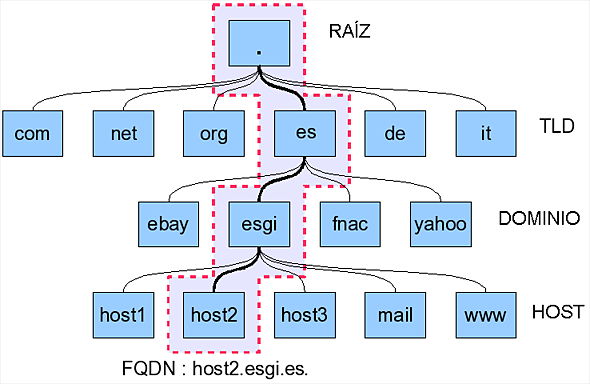 . RAÍZ
com net org es de it TLD
ebay esgi fnac yahoo DOMINIO
host1 host2 host3 mail www HOST
FQDN : host2.esgi.es.